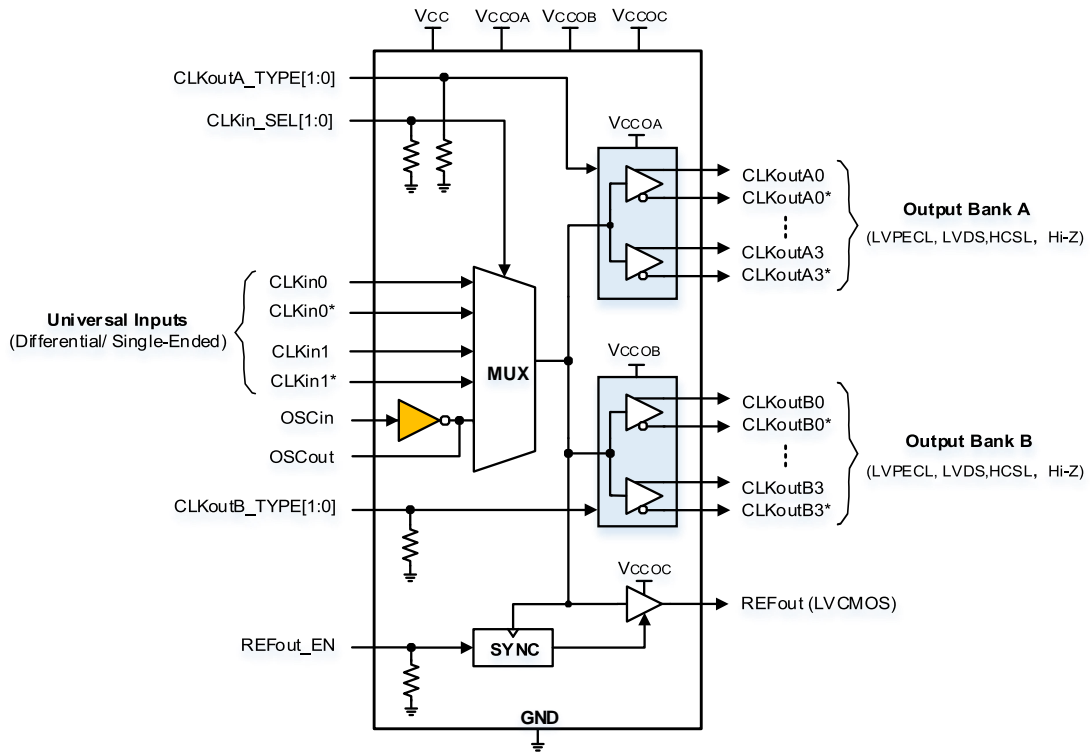 VCC
VCCOA
VCCOB
VCCOC
CLKoutA_TYPE[1:0]
CLKin_SEL[1:0]
VCCOA
CLKoutA0
CLKoutA0*
CLKoutA3
CLKoutA3*
Output Bank A
(LVPECL, LVDS,HCSL, Hi-Z)
Universal Inputs
(Differential/ Single-Ended)
CLKin0
CLKin0*
CLKin1
CLKin1*
OSCin
OSCout
MUX
VCCOB
CLKoutB0
CLKoutB0*
CLKoutB3
CLKoutB3*
Output Bank B
(LVPECL, LVDS,HCSL, Hi-Z)
CLKoutB_TYPE[1:0]
VCCOC
REFout (LVCMOS)
REFout_EN
SYNC
GND